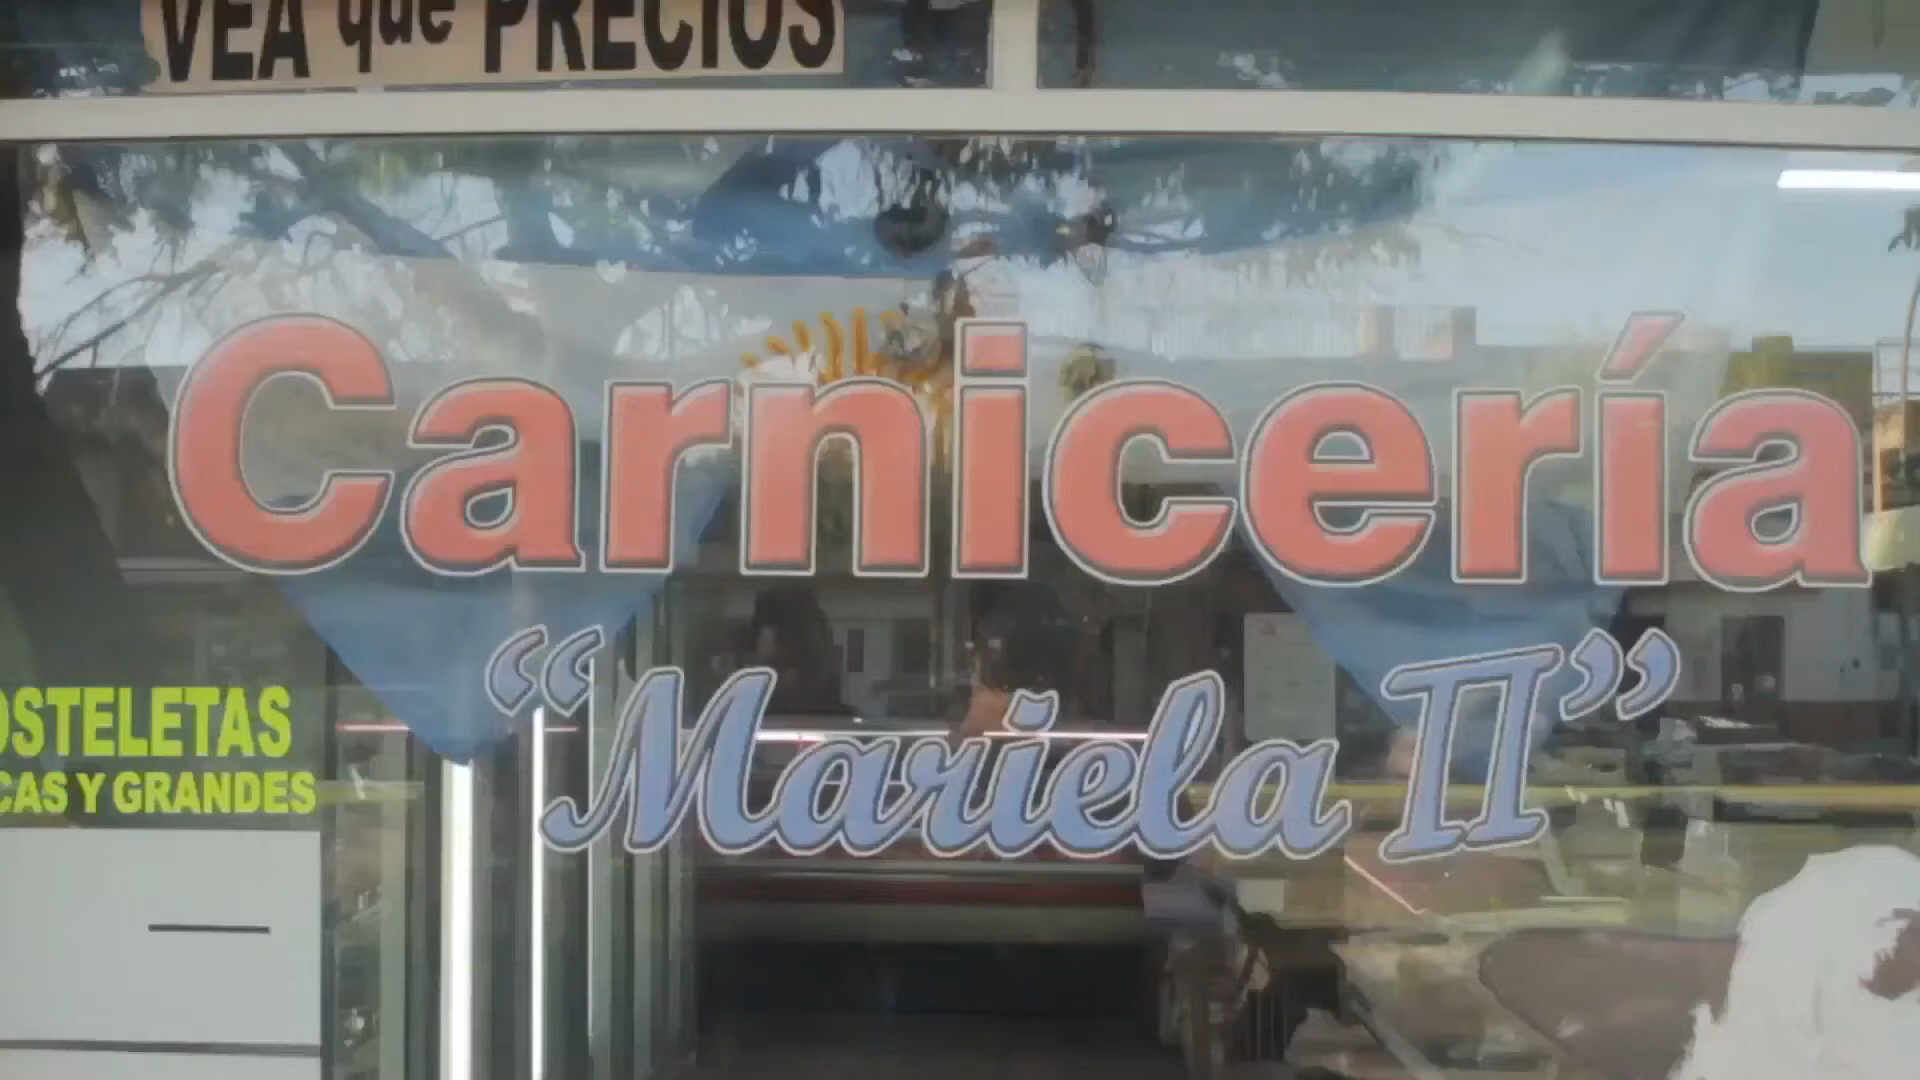 VEA que PRECIOS
Carnicería
“Mariela II”
OSTELETAS
CAS Y GRANDES